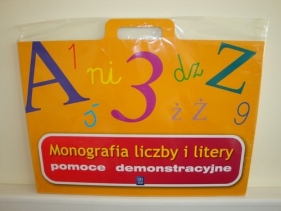 A 1 ni 3 dz Z
j ż Ż 9
Monografia liczby i litery
pomoce demonstracyjne